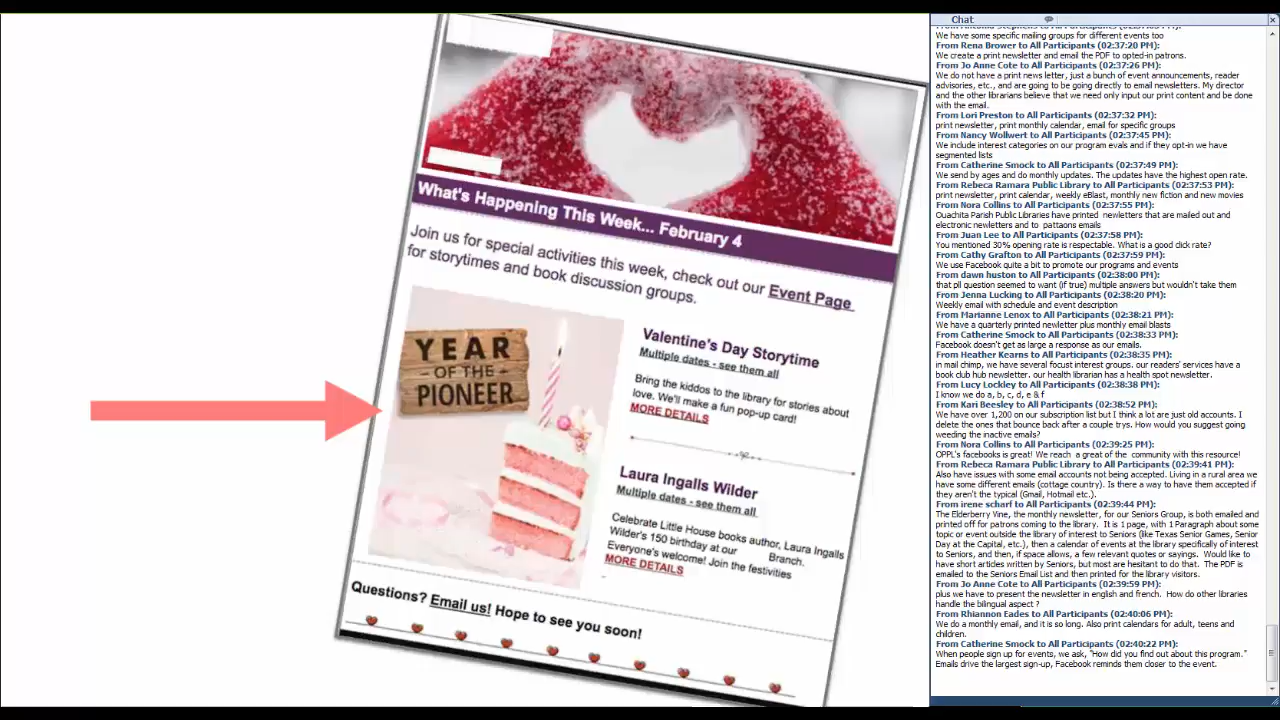 What's Happening This Week... February 4
Join us for special activities this week, check out our Event Page
for storytimes and book discussion groups.
YEAR
OF THE
PIONEER
Valentine's Day Storytime
Multiple dates - see them all
Bring the kiddos to the library for stories about
love. We'll make a fun pop-up card!
MORE DETAILS
Laura Ingalls Wilder
Multiple dates - see them all
Celebrate Little House books author, Laura Ingalls
Wilder's 150 birthday at our Branch.
Everyone's welcome! Join the festivities
MORE DETAILS
Questions? Email us! Hope to see you soon!
Chat
We have some specific mailing groups for different events too
From Rena Brower to All Participants (02:37:20 PM):
We create a print newsletter and email the PDF to opted-in patrons.
From Jo Anne Cote to All Participants (02:37:26 PM):
We do not have a print news letter, just a bunch of event announcements, reader
advisories, etc., and are going to be going directly to email newsletters. My director
and the other librarians believe that we need only input our print content and be done
with the email.
From Lori Preston to All Participants (02:37:32 PM):
print newsletter, print monthly calendar, email for specific groups
From Nancy Wollwert to All Participants (02:37:45 PM):
We include interest categories on our program evals and if they opt-in we have
segmented lists
From Catherine Smock to All Participants (02:37:49 PM):
We send by ages and do monthly updates. The updates have the highest open rate.
From Rebeca Ramara Public Library to All Participants (02:37:53 PM):
print newsletter, print calendar, weekly eBlast, monthly new fiction and new movies
From Nora Collins to All Participants (02:37:55 PM):
Ouachita Parish Public Libraries have printed newletters that are mailed out and
electronic newletters and to pattaons emails
From Juan Lee to All Participants (02:37:58 PM):
You mentioned 30% opening rate is respectable. What is a good click rate?
From Cathy Grafton to All Participants (02:37:59 PM):
We use Facebook quite a bit to promote our programs and events
From dawn huston to All Participants (02:38:00 PM):
that pll question seemed to want (if true) multiple answers but wouldn't take them
From Jenna Lucking to All Participants (02:38:20 PM):
Weekly email with schedule and event description
From Marianne Lenox to All Participants (02:38:21 PM):
We have a quarterly printed newletter plus monthly email blasts
From Catherine Smock to All Participants (02:38:33 PM):
Facebook doesn't get as large a response as our emails.
From Heather Kearns to All Participants (02:38:35 PM):
in mail chimp, we have several focust interest groups. our readers' services have a
book club hub newsletter. our health librarian has a health spot newsletter.
From Lucy Lockley to All Participants (02:38:38 PM):
I know we do a, b, c, d, e & f
From Kari Beesley to All Participants (02:38:52 PM):
We have over 1,200 on our subscription list but I think a lot are just old accounts. I
delete the ones that bounce back after a couple trys. How would you suggest going
weeding the inactive emails?
From Nora Collins to All Participants (02:39:25 PM):
OPPL's facebooks is great! We reach a great of the community with this resource!
From Rebeca Ramara Public Library to All Participants (02:39:41 PM):
Also have issues with some email accounts not being accepted. Living in a rural area we
have some different emails (cottage country). Is there a way to have them accepted if
they aren't the typical (Gmail, Hotmail etc.).
From irene scharf to All Participants (02:39:44 PM):
The Elderberry Vine, the monthly newsletter, for our Seniors Group, is both emailed and
printed off for patrons coming to the library. It is 1 page, with 1 Paragraph about some
topic or event outside the library of interest to Seniors (like Texas Senior Games, Senior
Day at the Capital, etc.), then a calendar of events at the library specifically of interest
to Seniors, and then, if space allows, a few relevant quotes or sayings. Would like to
have short articles written by Seniors, but most are hesitant to do that. The PDF is
emailed to the Seniors Email List and then printed for the library visitors.
From Jo Anne Cote to All Participants (02:39:59 PM):
plus we have to present the newsletter in english and french. How do other libraries
handle the bilingual aspect ?
From Rhiannon Eades to All Participants (02:40:06 PM):
We do a monthly email, and it is so long. Also print calendars for adult, teens and
children.
From Catherine Smock to All Participants (02:40:22 PM):
When people sign up for events, we ask, "How did you find out about this program."
Emails drive the largest sign-up, Facebook reminds them closer to the event.